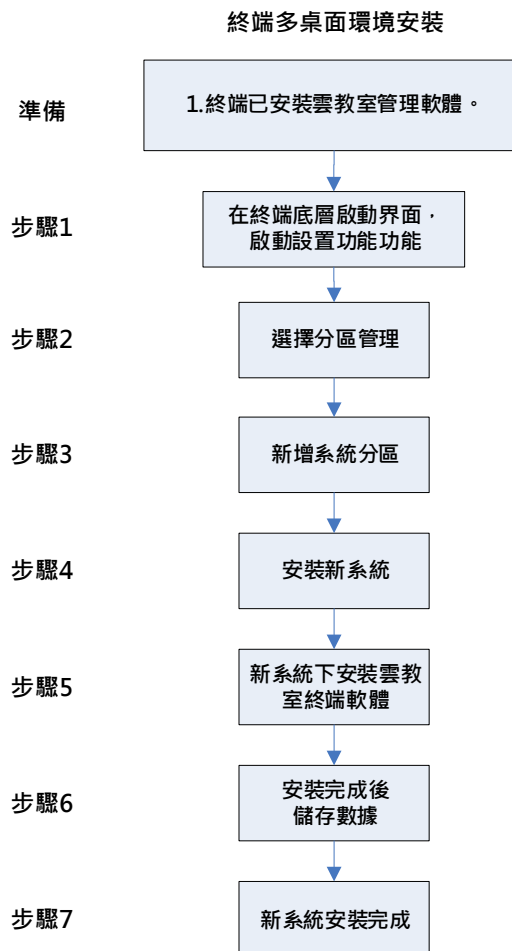 終端多桌面環境安裝
準備
1.終端已安裝雲教室管理軟體。
步驟1
在終端底層啟動界面，
啟動設置功能功能
步驟2
選擇分區管理
步驟3
新增系統分區
步驟4
安裝新系統
步驟5
新系統下安裝雲教
室終端軟體
步驟6
安裝完成後
儲存數據
步驟7
新系統安裝完成